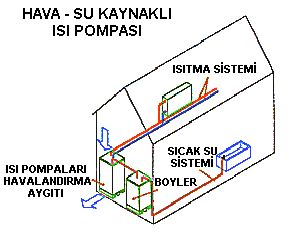 HAVA - SU KAYNAKLI
ISI POMPASI
ISITMA SİSTEMİ
SICAK SU
SİSTEMİ
ISI POMPALARI
HAVALANDIRMA
AYGITI
BOYLER